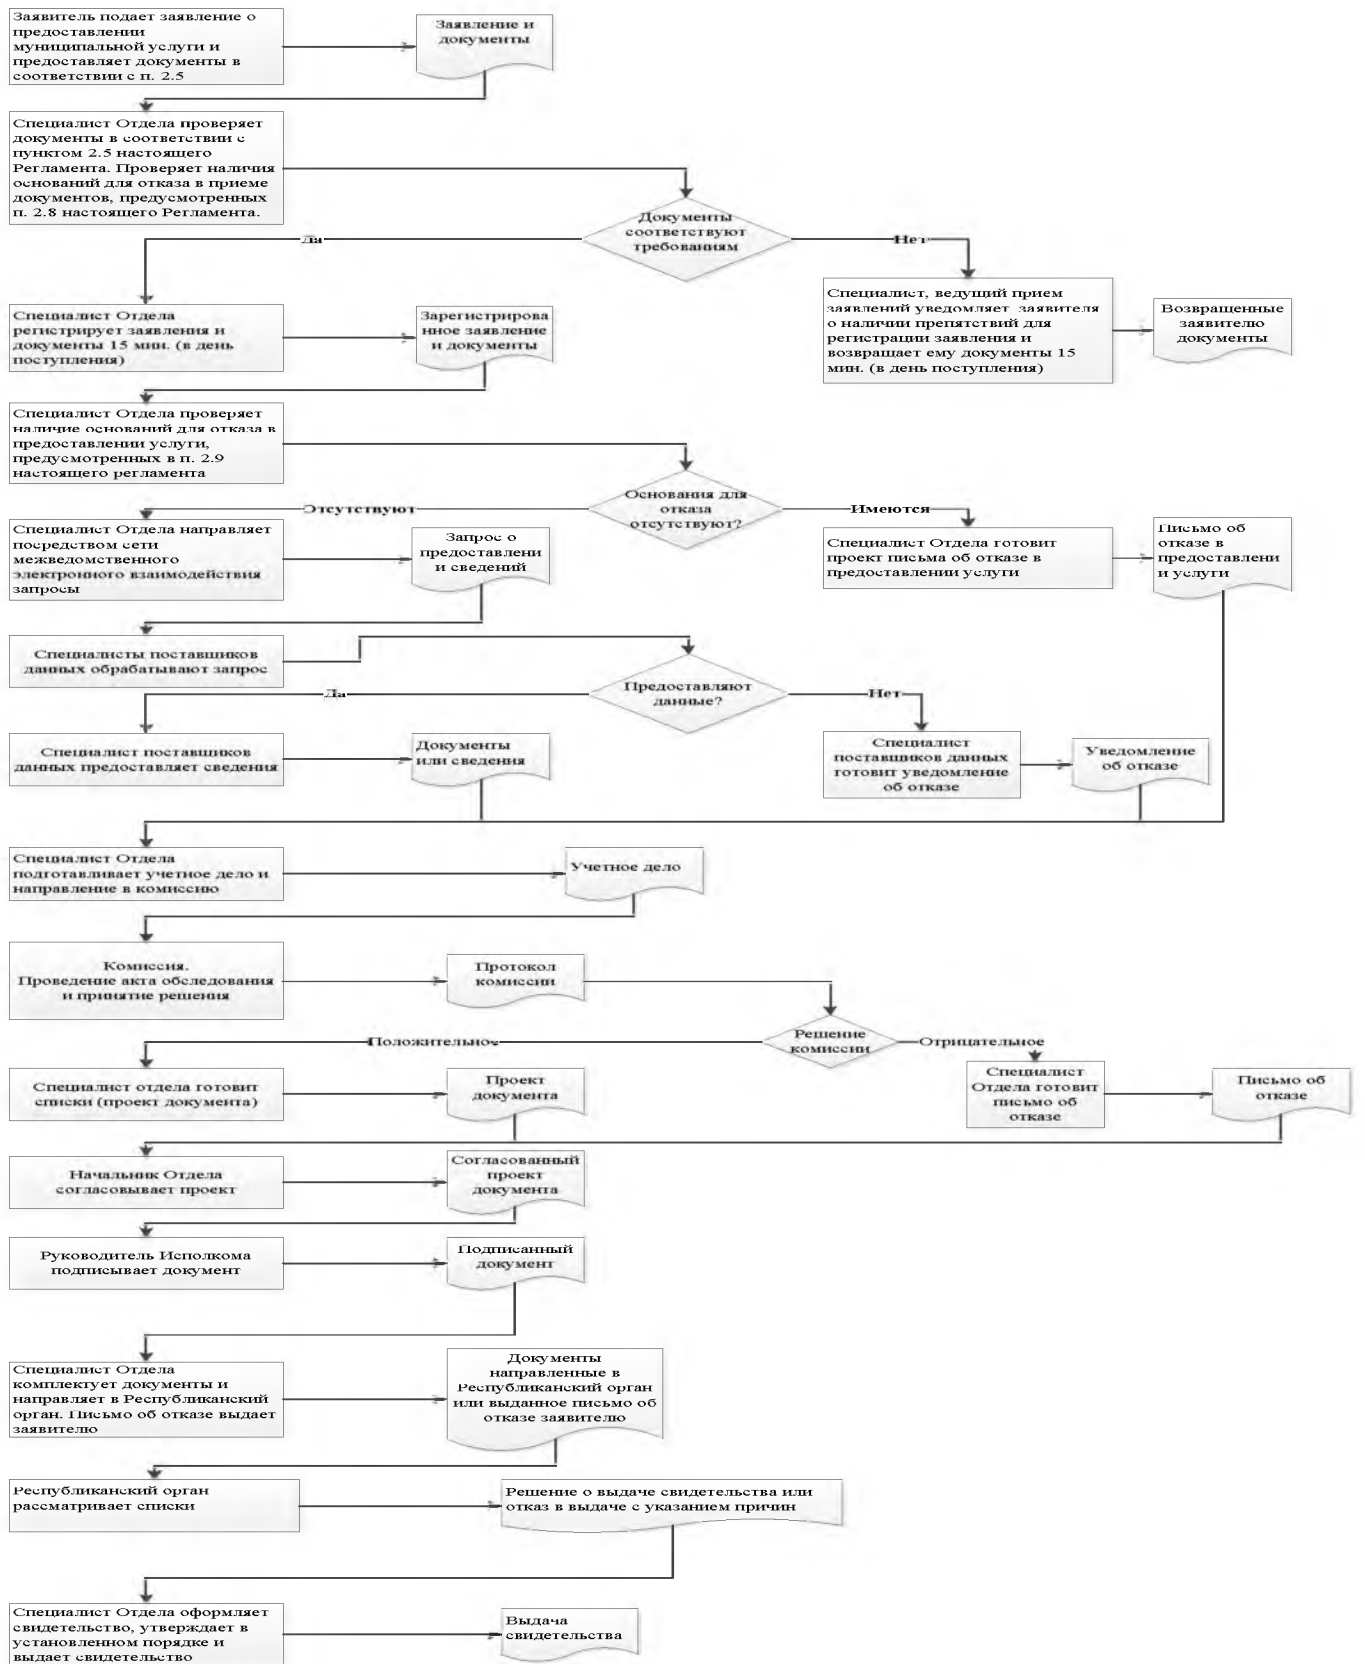 Заявитель подает заявление о
предоставлении
муниципальной услуги и
предоставляет документы в
соответствии с п. 2.5
Заявление и
документы
Специалист Отдела проверяет
документы в соответствии с
пунктом 2.5 настоящего
Регламента. Проверяет наличия
оснований для отказа в приеме
документов, предусмотренных
п. 2.8 настоящего Регламента.
Документы
соответствуют
требованиям
Да
Нет
Специалист Отдела
регистрирует заявления и
документы 15 мин. (в день
поступления)
Зарегистрирова
нное заявление
и документы
Специалист, ведущий прием
заявлений уведомляет заявителя
о наличии препятствий для
регистрации заявления и
возвращает ему документы 15
мин. (в день поступления)
Возвращенные
заявителю
документы
Специалист Отдела проверяет
наличие оснований для отказа в
предоставлении услуги,
предусмотренных в п. 2.9
настоящего регламента
Основания для
отказа
отсутствуют?
Отсутствуют
Имеются
Специалист Отдела направляет
посредством сети
межведомственного
электронного взаимодействия
запросы
Запрос о
предоставлени
и сведений
Специалист Отдела готовит
проект письма об отказе в
предоставлении услуги
Письмо об
отказе в
предоставлени
и услуги
Специалисты поставщиков
данных обрабатывают запрос
Предоставляют
данные?
Да
Нет
Специалист поставщиков
данных предоставляет сведения
Документы
или сведения
Специалист
поставщиков данных
готовит уведомление
об отказе
Уведомление
об отказе
Специалист Отдела
подготавливает учетное дело и
направление в комиссию
Учетное дело
Комиссия.
Проведение акта обследования
и принятие решения
Протокол
комиссии
Решение
комиссии
Положительное
Отрицательное
Специалист отдела готовит
списки (проект документа)
Проект
документа
Специалист
Отдела готовит
письмо об
отказе
Письмо об
отказе
Начальник Отдела
согласовывает проект
Согласованный
проект
документа
Руководитель Исполкома
подписывает документ
Подписанный
документ
Специалист Отдела
комплектует документы и
направляет в Республиканский
орган. Письмо об отказе выдает
заявителю
Документы
направленные в
Республиканский орган
или выданное письмо об
отказе заявителю
Республиканский орган
рассматривает списки
Решение о выдаче свидетельства или
отказ в выдаче с указанием причин
Специалист Отдела оформляет
свидетельство, утверждает в
установленном порядке и
выдает свидетельство
Выдача
свидетельства